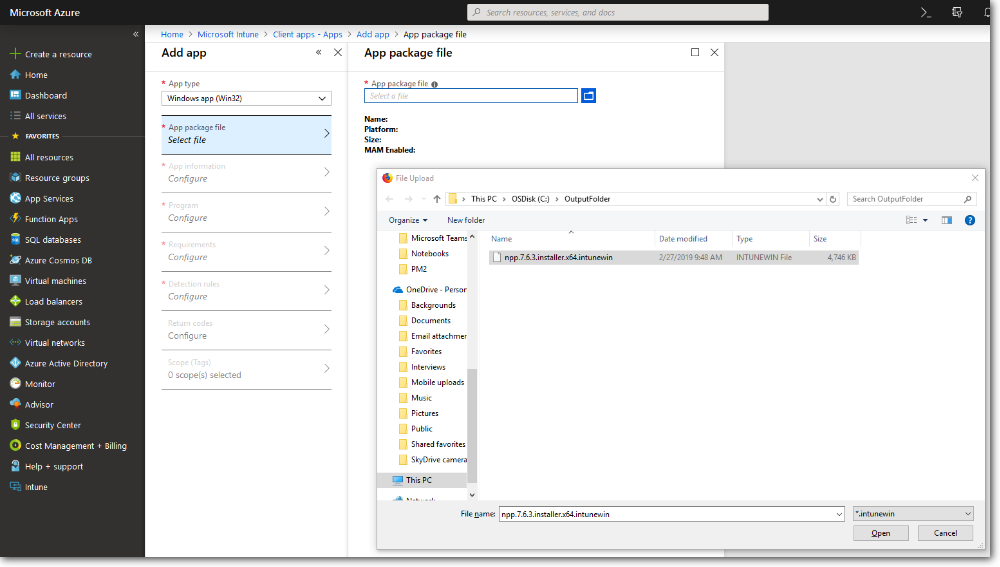 Microsoft Azure
Search resources, services, and docs
Home > Microsoft Intune > Client apps - Apps > Add app > App package file
Create a resource
Home
Dashboard
All services
FAVORITES
All resources
Resource groups
App Services
Function Apps
SQL databases
Azure Cosmos DB
Virtual machines
Load balancers
Storage accounts
Virtual networks
Azure Active Directory
Monitor
Advisor
Security Center
Cost Management + Billing
Help + support
Intune
Add app
* App type
Windows app (Win32)
* App package file
Select file
* App information
Configure
* Program
Configure
* Requirements
Configure
* Detection rules
Configure
Return codes
Configure
Scope (Tags)
0 scope(s) selected
App package file
* App package file
Select a file
Name:
Platform:
Size:
MAM Enabled:
File Upload
This PC > OSDisk (C:) > OutputFolder
Search OutputFolder
Organize
New folder
Microsoft Teams
Notebooks
PM2
OneDrive - Person
Backgrounds
Documents
Email attachmen
Favorites
Interviews
Mobile uploads
Music
Pictures
Public
Shared favorites
SkyDrive camera
This PC
Network
Name Date modified Type Size
npp.7.6.3.installer.x64.intunewin 2/27/2019 9:48 AM INTUNEWIN File 4,746 KB
File name: npp.7.6.3.installer.x64.intunewin *.intunewin
Open Cancel